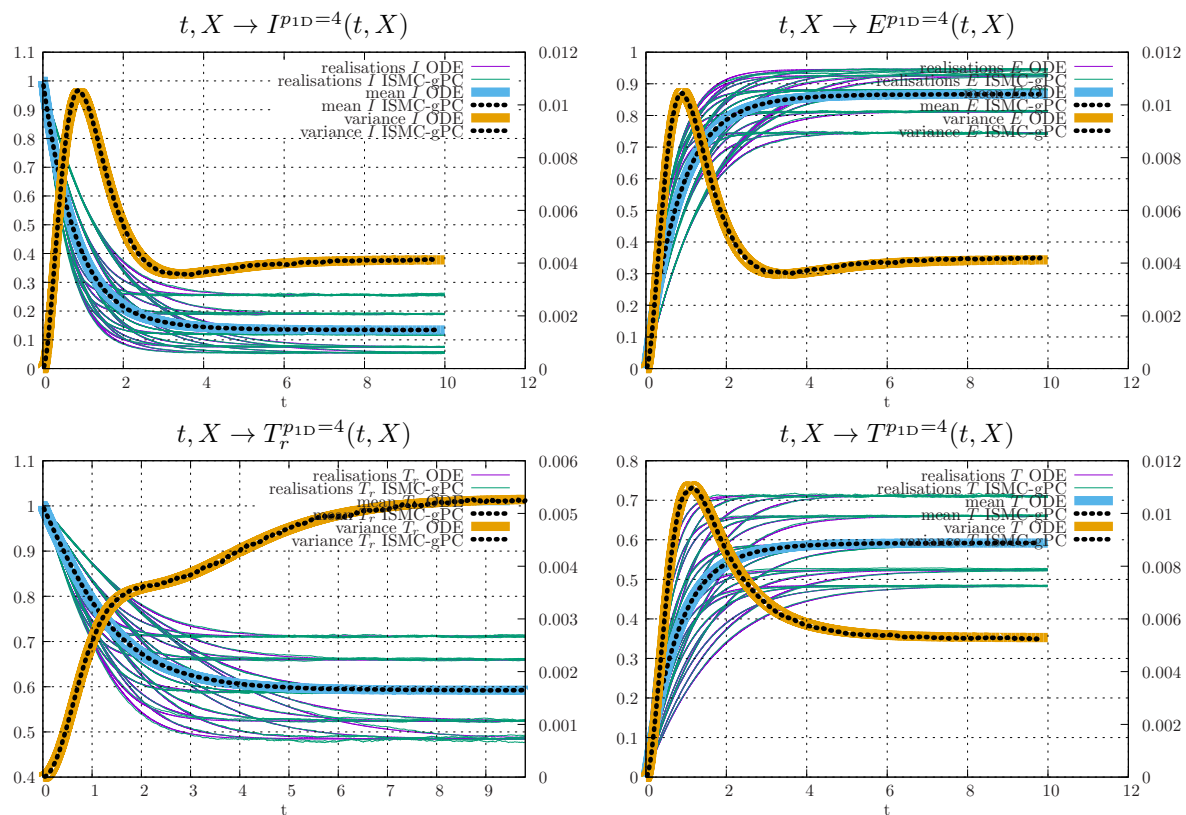 t, X → I^{p_{1D}=4}(t, X)
realisations I ODE
realisations I ISMC-gPC
mean I ODE
mean I ISMC-gPC
variance I ODE
variance I ISMC-gPC
1.1
1
0.9
0.8
0.7
0.6
0.5
0.4
0.3
0.2
0.1
0
0.012
0.01
0.008
0.006
0.004
0.002
0
0 2 4 6 8 10 12
t
t, X → E^{p_{1D}=4}(t, X)
realisations E ODE
realisations E ISMC-gPC
mean E ODE
mean E ISMC-gPC
variance E ODE
variance E ISMC-gPC
1
0.9
0.8
0.7
0.6
0.5
0.4
0.3
0.2
0.1
0
0.012
0.01
0.008
0.006
0.004
0.002
0
0 2 4 6 8 10 12
t
t, X → T_r^{p_{1D}=4}(t, X)
realisations T_r ODE
realisations T_r ISMC-gPC
mean T_r ODE
mean T_r ISMC-gPC
variance T_r ODE
variance T_r ISMC-gPC
1.1
1
0.9
0.8
0.7
0.6
0.5
0.4
0.006
0.005
0.004
0.003
0.002
0.001
0
0 1 2 3 4 5 6 7 8 9
t
t, X → T^{p_{1D}=4}(t, X)
realisations T ODE
realisations T ISMC-gPC
mean T ODE
mean T ISMC-gPC
variance T ODE
variance T ISMC-gPC
0.8
0.7
0.6
0.5
0.4
0.3
0.2
0.1
0
0.012
0.01
0.008
0.006
0.004
0.002
0
0 2 4 6 8 10 12
t